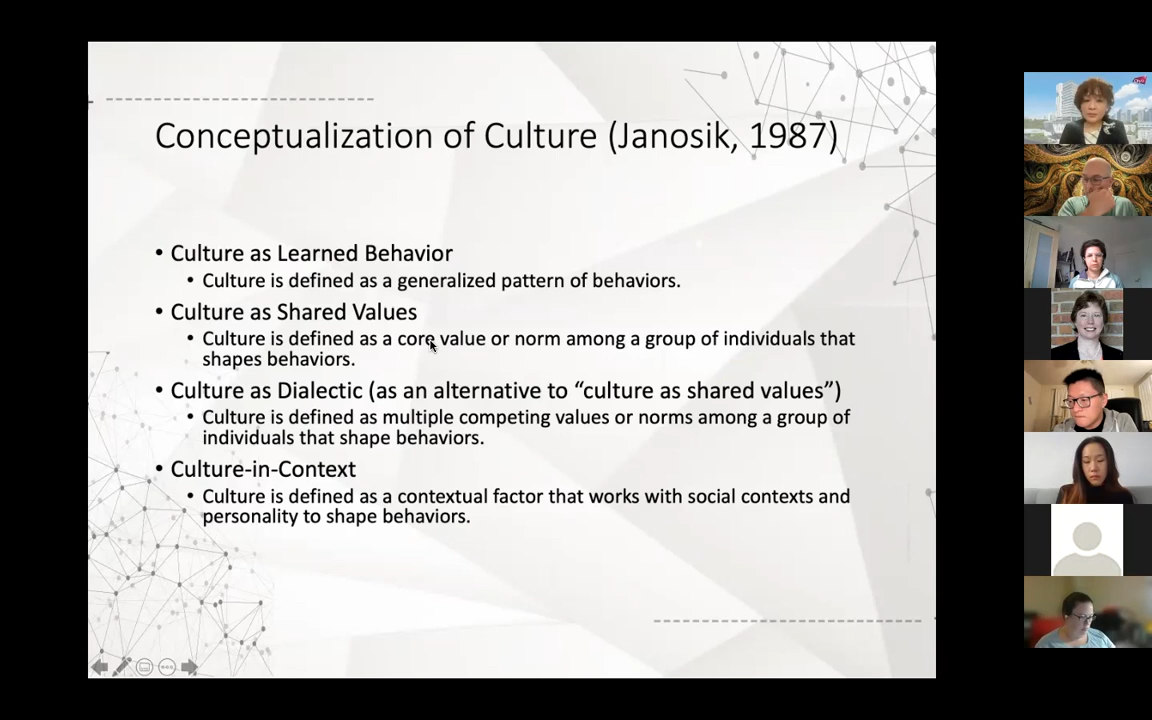 Conceptualization of Culture (Janosik, 1987)
• Culture as Learned Behavior
• Culture is defined as a generalized pattern of behaviors.
• Culture as Shared Values
• Culture is defined as a core value or norm among a group of individuals that
shapes behaviors.
• Culture as Dialectic (as an alternative to “culture as shared values”)
• Culture is defined as multiple competing values or norms among a group of
individuals that shape behaviors.
• Culture-in-Context
• Culture is defined as a contextual factor that works with social contexts and
personality to shape behaviors.